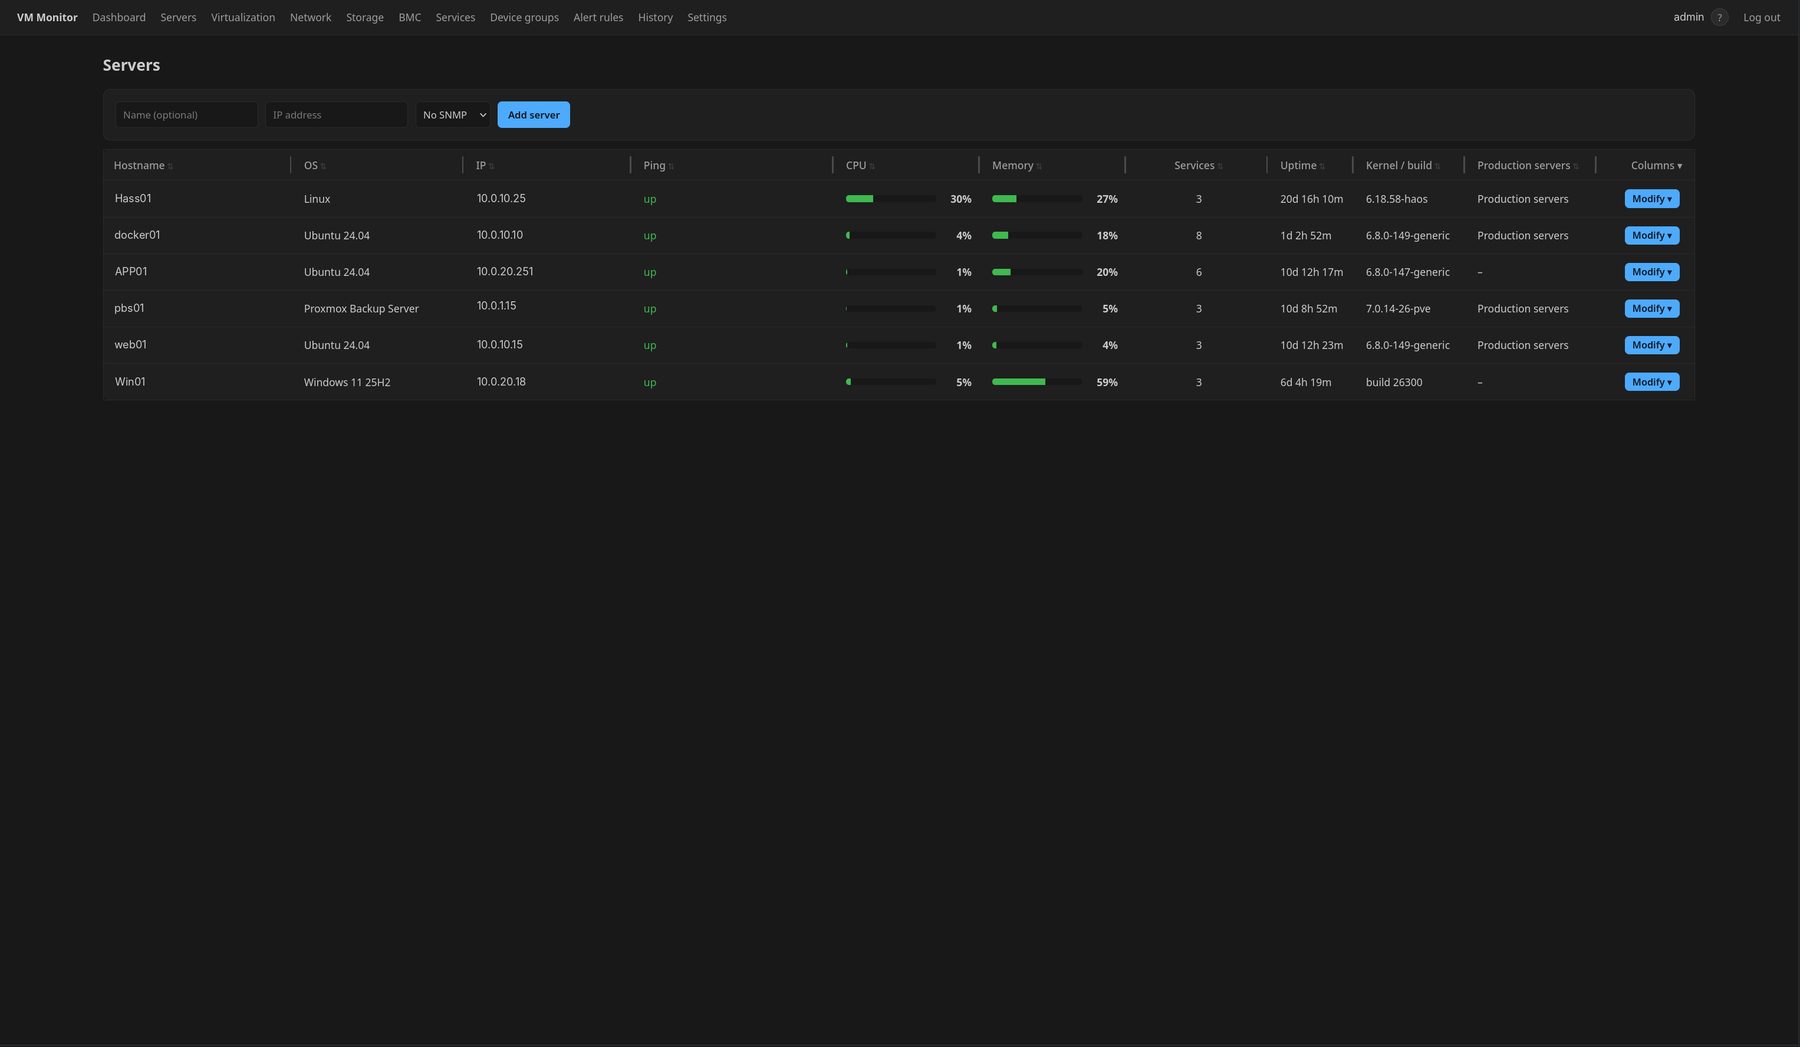 VM Monitor Dashboard Servers Virtualization Network Storage BMC Services Device groups Alert rules History Settings admin ? Log out
Servers
Name (optional) IP address No SNMP Add server
Hostname OS IP Ping CPU Memory Services Uptime Kernel / build Production servers Columns ▾
Hass01 Linux 10.0.10.25 up 30% 27% 3 20d 16h 10m 6.18.58-haos Production servers Modify ▾
docker01 Ubuntu 24.04 10.0.10.10 up 4% 18% 8 1d 2h 52m 6.8.0-149-generic Production servers Modify ▾
APP01 Ubuntu 24.04 10.0.20.251 up 1% 20% 6 10d 12h 17m 6.8.0-147-generic – Modify ▾
pbs01 Proxmox Backup Server 10.0.1.15 up 1% 5% 3 10d 8h 52m 7.0.14-26-pve Production servers Modify ▾
web01 Ubuntu 24.04 10.0.10.15 up 1% 4% 3 10d 12h 23m 6.8.0-149-generic Production servers Modify ▾
Win01 Windows 11 25H2 10.0.20.18 up 5% 59% 3 6d 4h 19m build 26300 – Modify ▾